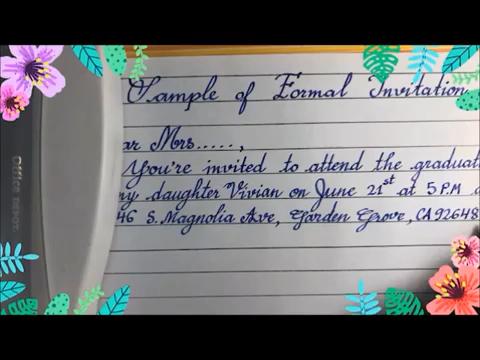 Sample of Formal Invitation
ar Mrs.....,
You're invited to attend the graduat
my daughter Vivian on June 21st at 5 PM
46 S. Magnolia Ave, Garden Grove, CA 92648
Office DEPOT.